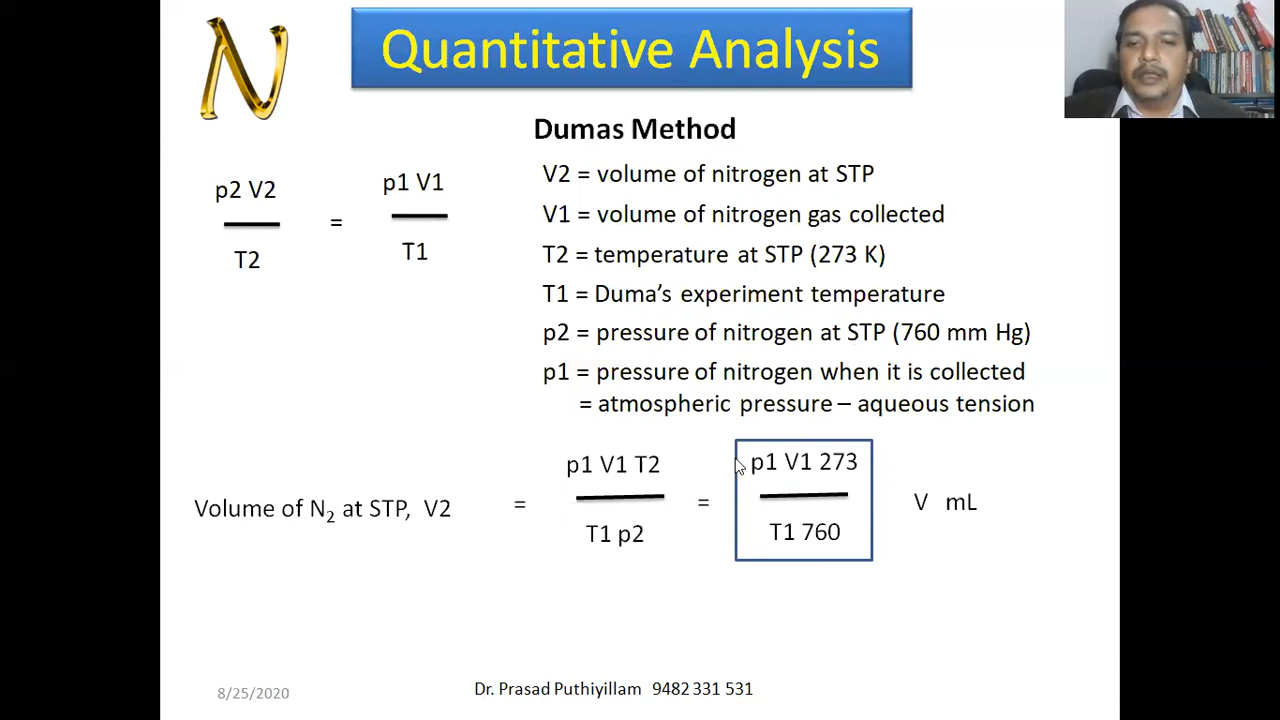 N
Quantitative Analysis
Dumas Method
p2 V2
T2
=
p1 V1
T1
V2 = volume of nitrogen at STP
V1 = volume of nitrogen gas collected
T2 = temperature at STP (273 K)
T1 = Duma’s experiment temperature
p2 = pressure of nitrogen at STP (760 mm Hg)
p1 = pressure of nitrogen when it is collected
= atmospheric pressure – aqueous tension
Volume of N₂ at STP, V2
=
p1 V1 T2
T1 p2
=
p1 V1 273
T1 760
V mL
8/25/2020
Dr. Prasad Puthiyillam 9482 331 531